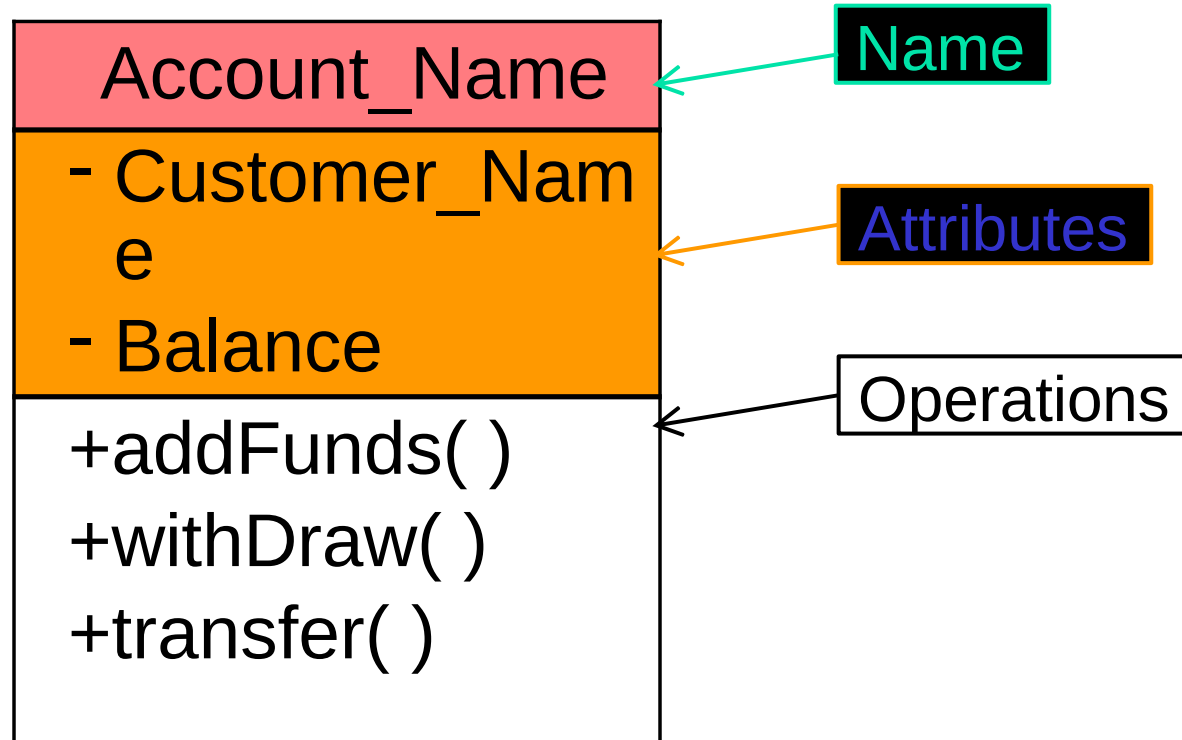 Account_Name
Name
- Customer_Nam
e
Attributes
- Balance
Operations
+addFunds( )
+withDraw( )
+transfer( )